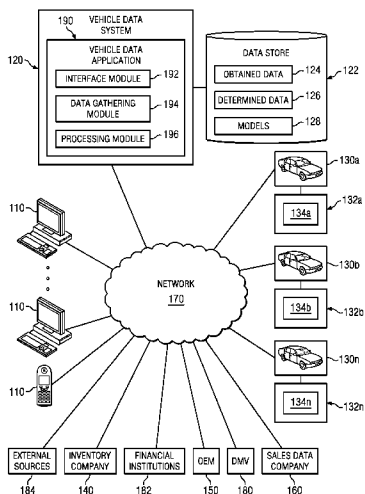 190
VEHICLE DATA
SYSTEM
120
VEHICLE DATA
APPLICATION
INTERFACE MODULE
192
DATA GATHERING
MODULE
194
PROCESSING MODULE
196
DATA STORE
OBTAINED DATA
124
122
DETERMINED DATA
126
MODELS
128
130a
134a
132a
110
130b
134b
132b
NETWORK
170
110
130n
134n
132n
110
EXTERNAL
SOURCES
INVENTORY
COMPANY
FINANCIAL
INSTITUTIONS
OEM
DMV
SALES DATA
COMPANY
184
140
182
150
180
160